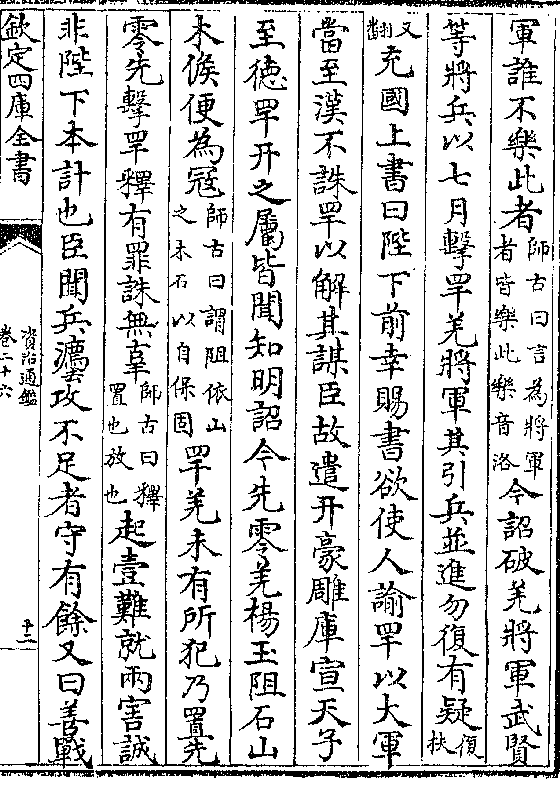 軍誰不樂此者師古曰言為將軍者皆樂此樂音洛今詔破羌將軍武賢
等將兵以七月擊䍐羌將軍其引兵並進勿復有疑復扶
又翻充國上書曰陛下前幸賜書欲使人諭䍐以大軍
當至漢不誅䍐以解其謀臣故遣幵豪雕庫宣天子
至德䍐幵之屬皆聞知明詔今先零羌楊玉阻石山
木候便為寇師古曰謂阻依山之木石以自保固䍐羌未有所犯乃置先
零先擊䍐釋有罪誅無辜師古曰釋置也放也起壹難就兩害誠
非陛下本計也臣聞兵灋攻不足者守有餘又曰善戰
欽定四庫全書
資治通鑑
卷二十六
十二